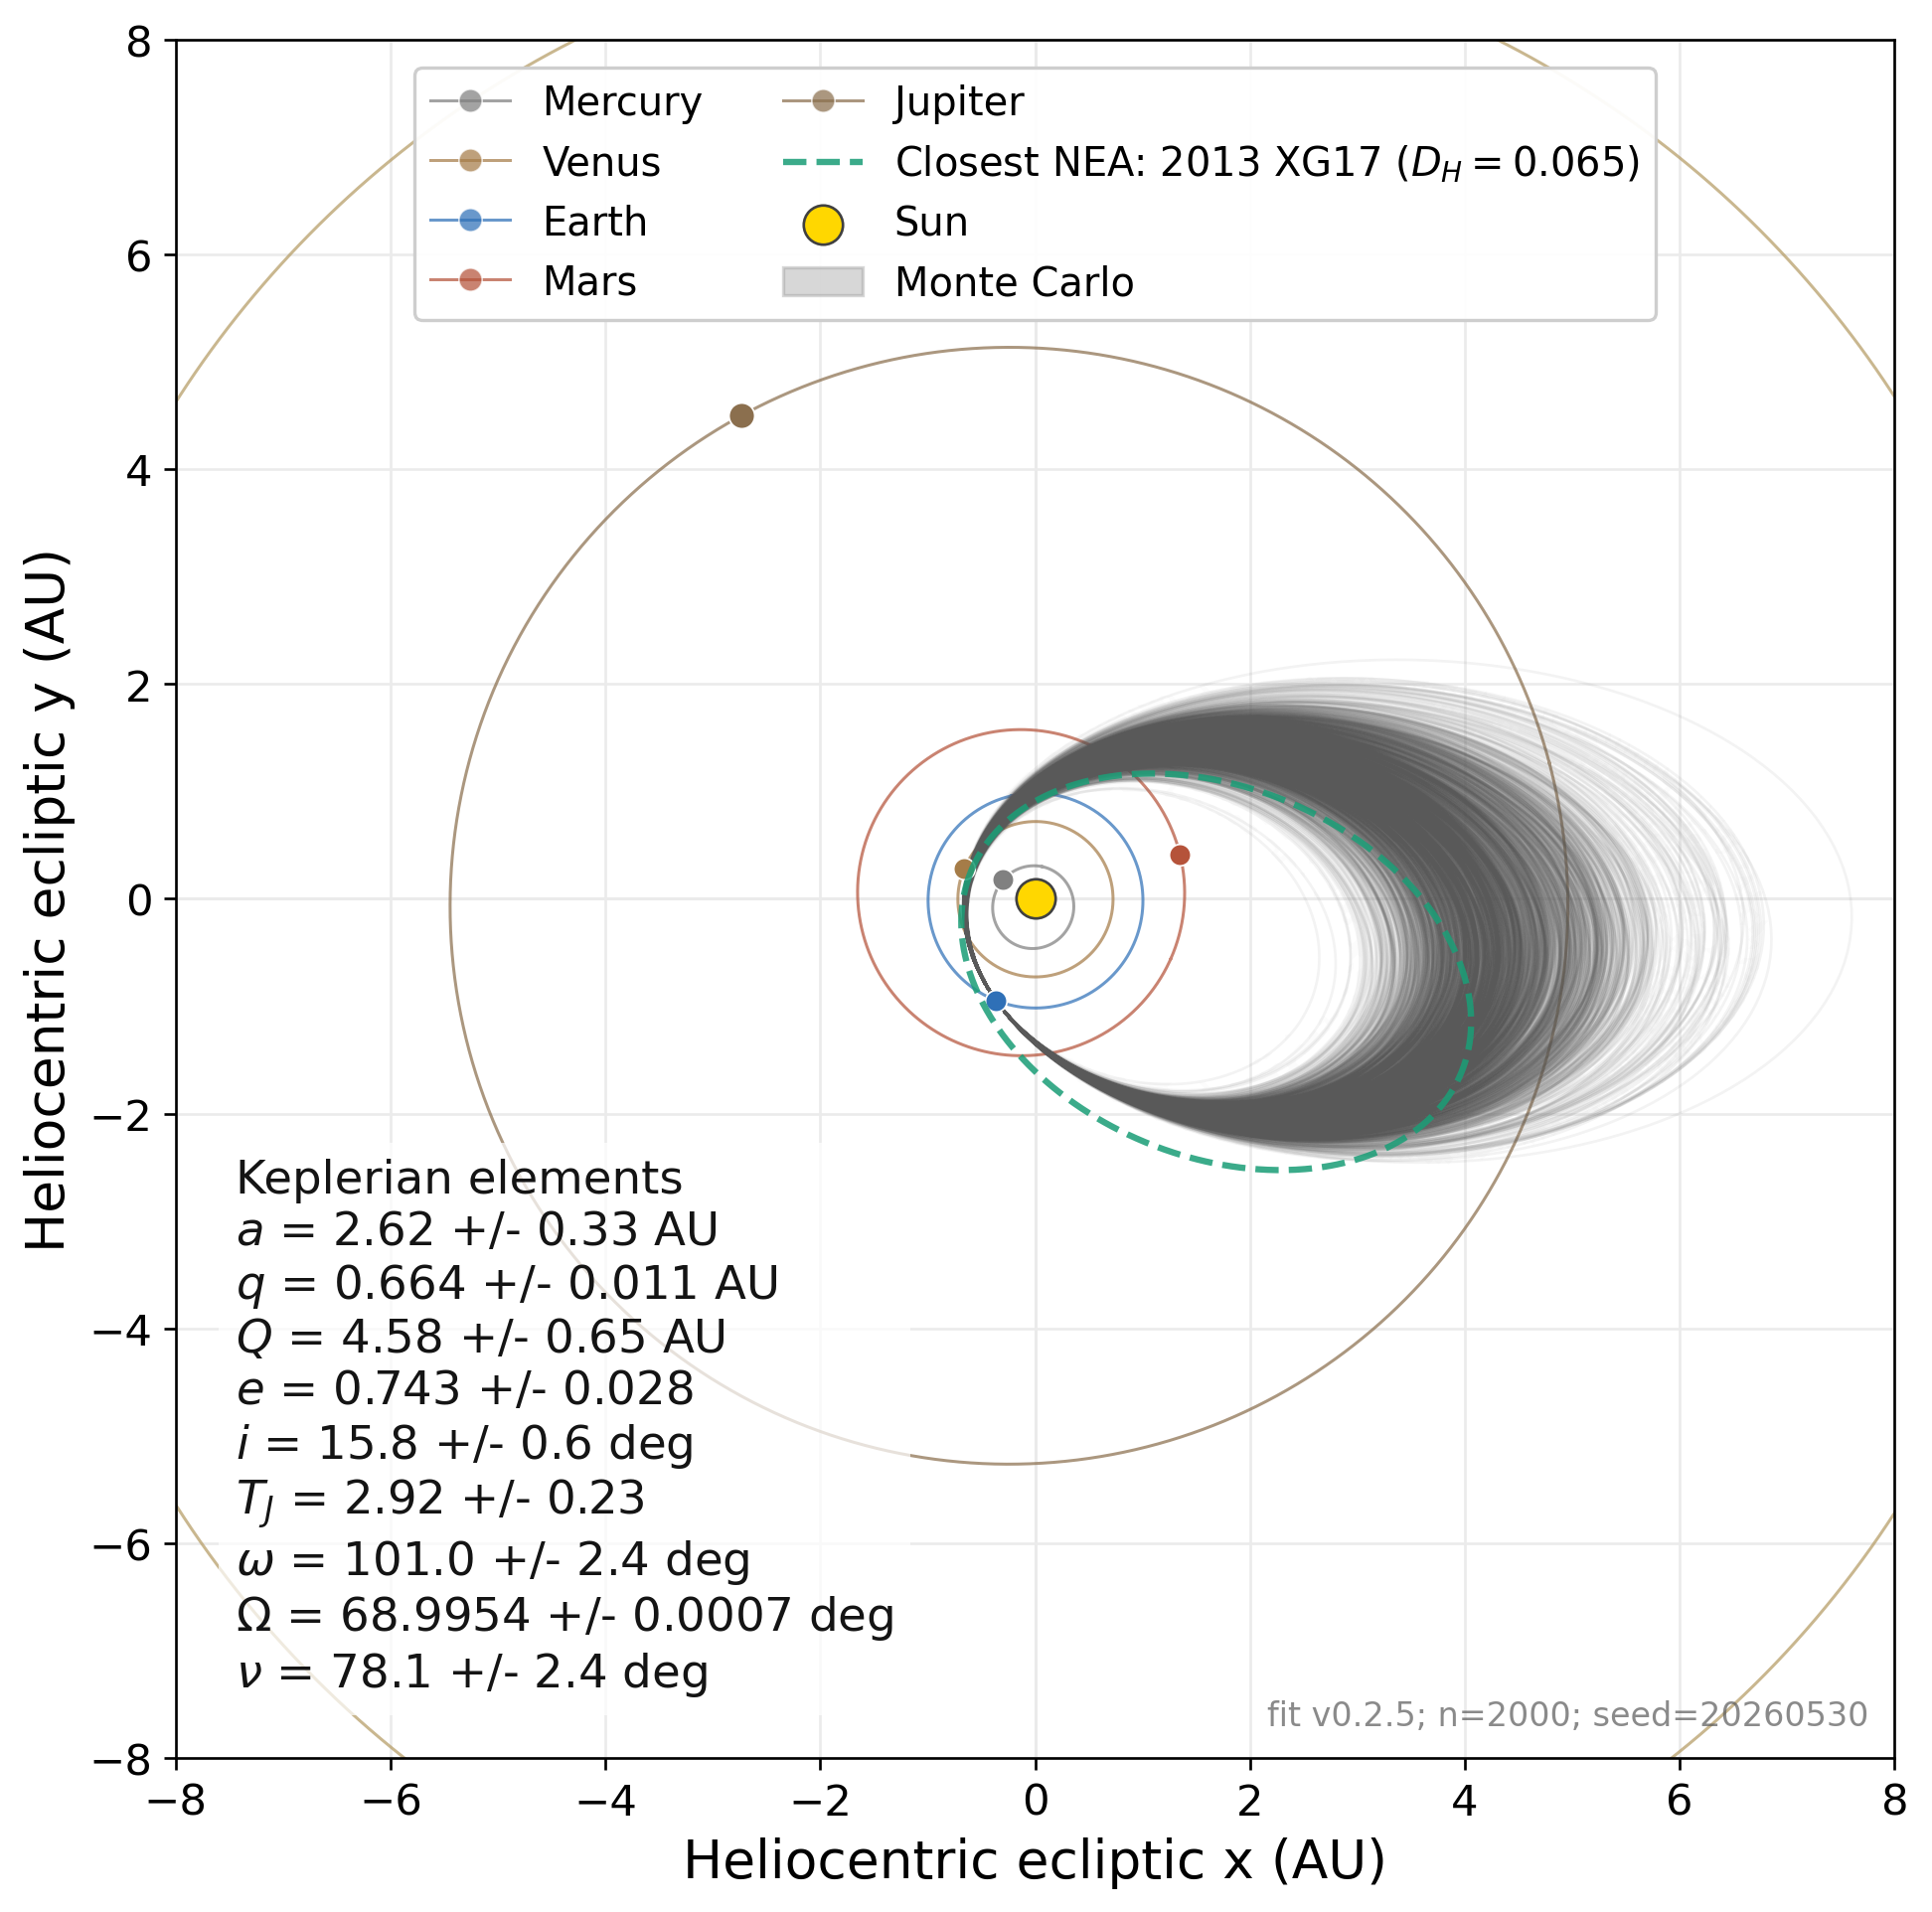 8
6
4
2
0
−2
−4
−6
−8
Heliocentric ecliptic y (AU)
Mercury
Venus
Earth
Mars
Jupiter
Closest NEA: 2013 XG17 (D_H = 0.065)
Sun
Monte Carlo
Keplerian elements
a = 2.62 +/- 0.33 AU
q = 0.664 +/- 0.011 AU
Q = 4.58 +/- 0.65 AU
e = 0.743 +/- 0.028
i = 15.8 +/- 0.6 deg
T_J = 2.92 +/- 0.23
ω = 101.0 +/- 2.4 deg
Ω = 68.9954 +/- 0.0007 deg
ν = 78.1 +/- 2.4 deg
fit v0.2.5; n=2000; seed=20260530
−8 −6 −4 −2 0 2 4 6 8
Heliocentric ecliptic x (AU)